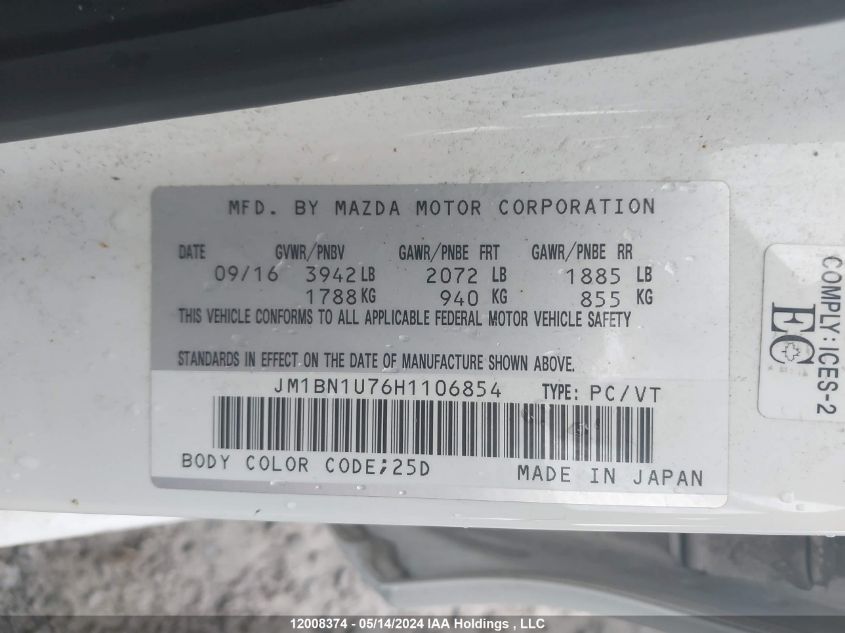 MFD. BY MAZDA MOTOR CORPORATION
DATE GVWR/PNBV GAWR/PNBE FRT GAWR/PNBE RR
09/16 3942 LB 2072 LB 1885 LB
1788 KG 940 KG 855 KG
THIS VEHICLE CONFORMS TO ALL APPLICABLE FEDERAL MOTOR VEHICLE SAFETY
STANDARDS IN EFFECT ON THE DATE OF MANUFACTURE SHOWN ABOVE.
JM1BN1U76H1106854 TYPE: PC/VT
BODY COLOR CODE;25D MADE IN JAPAN
COMPLY:ICES-2
EC
12008374 - 05/14/2024 IAA Holdings , LLC